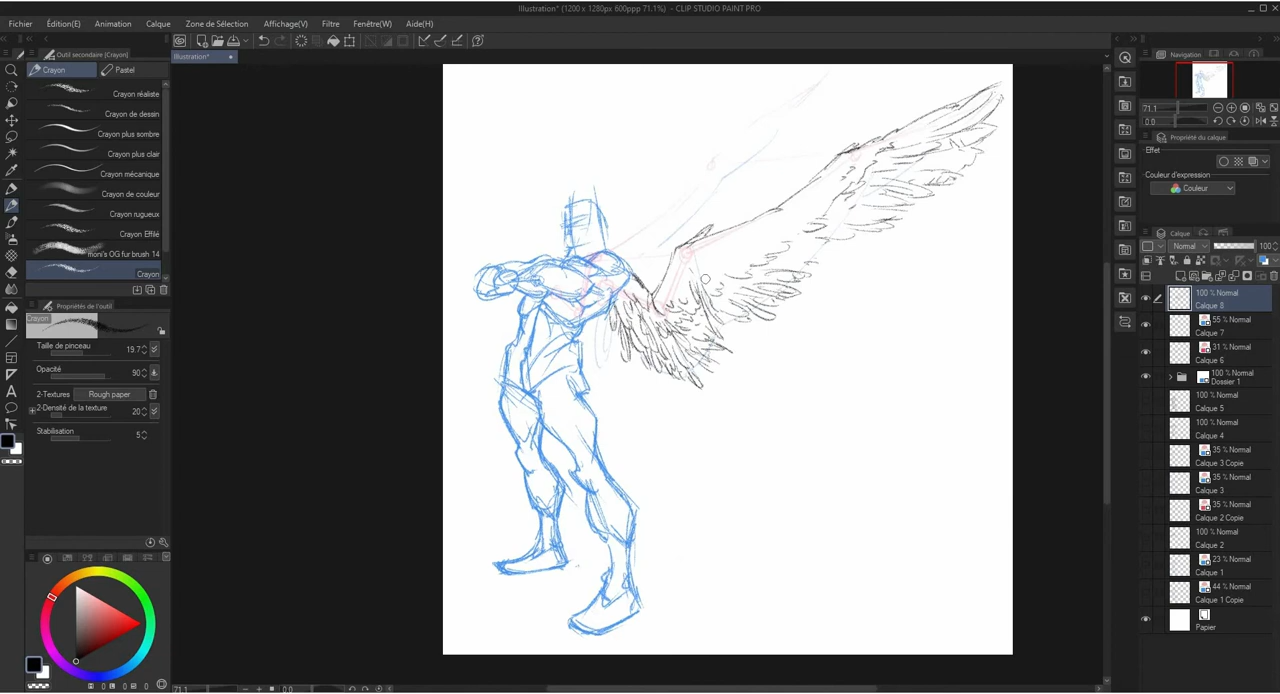 Illustration* (1200 x 1280px 600ppp 71.1%) - CLIP STUDIO PAINT PRO
Fichier Édition(E) Animation Calque Zone de Sélection Affichage(V) Filtre Fenêtre(W) Aide(H)
Outil secondaire (Crayon)
Illustration*
Navigation
Crayon Pastel
Crayon réaliste
Crayon de dessin
Crayon plus sombre
Crayon plus clair
Crayon mécanique
Crayon de couleur
Crayon rugueux
Crayon Effilé
moni's OG fur brush 14
Crayon
Propriétés de l'outil
Crayon
Taille de pinceau 19.7
Opacité 90
2-Textures Rough paper
2-Densité de la texture 20
Stabilisation 5
71.1
0.0
Propriété du calque
Effet
Couleur d'expression
Couleur
Calque
Normal 100
100 % Normal
Calque 8
55 % Normal
Calque 7
31 % Normal
Calque 6
100 % Normal
Dossier 1
100 % Normal
Calque 5
100 % Normal
Calque 4
35 % Normal
Calque 3 Copie
35 % Normal
Calque 3
35 % Normal
Calque 2 Copie
100 % Normal
Calque 2
23 % Normal
Calque 1
44 % Normal
Calque 1 Copie
Papier
71.1 0.0